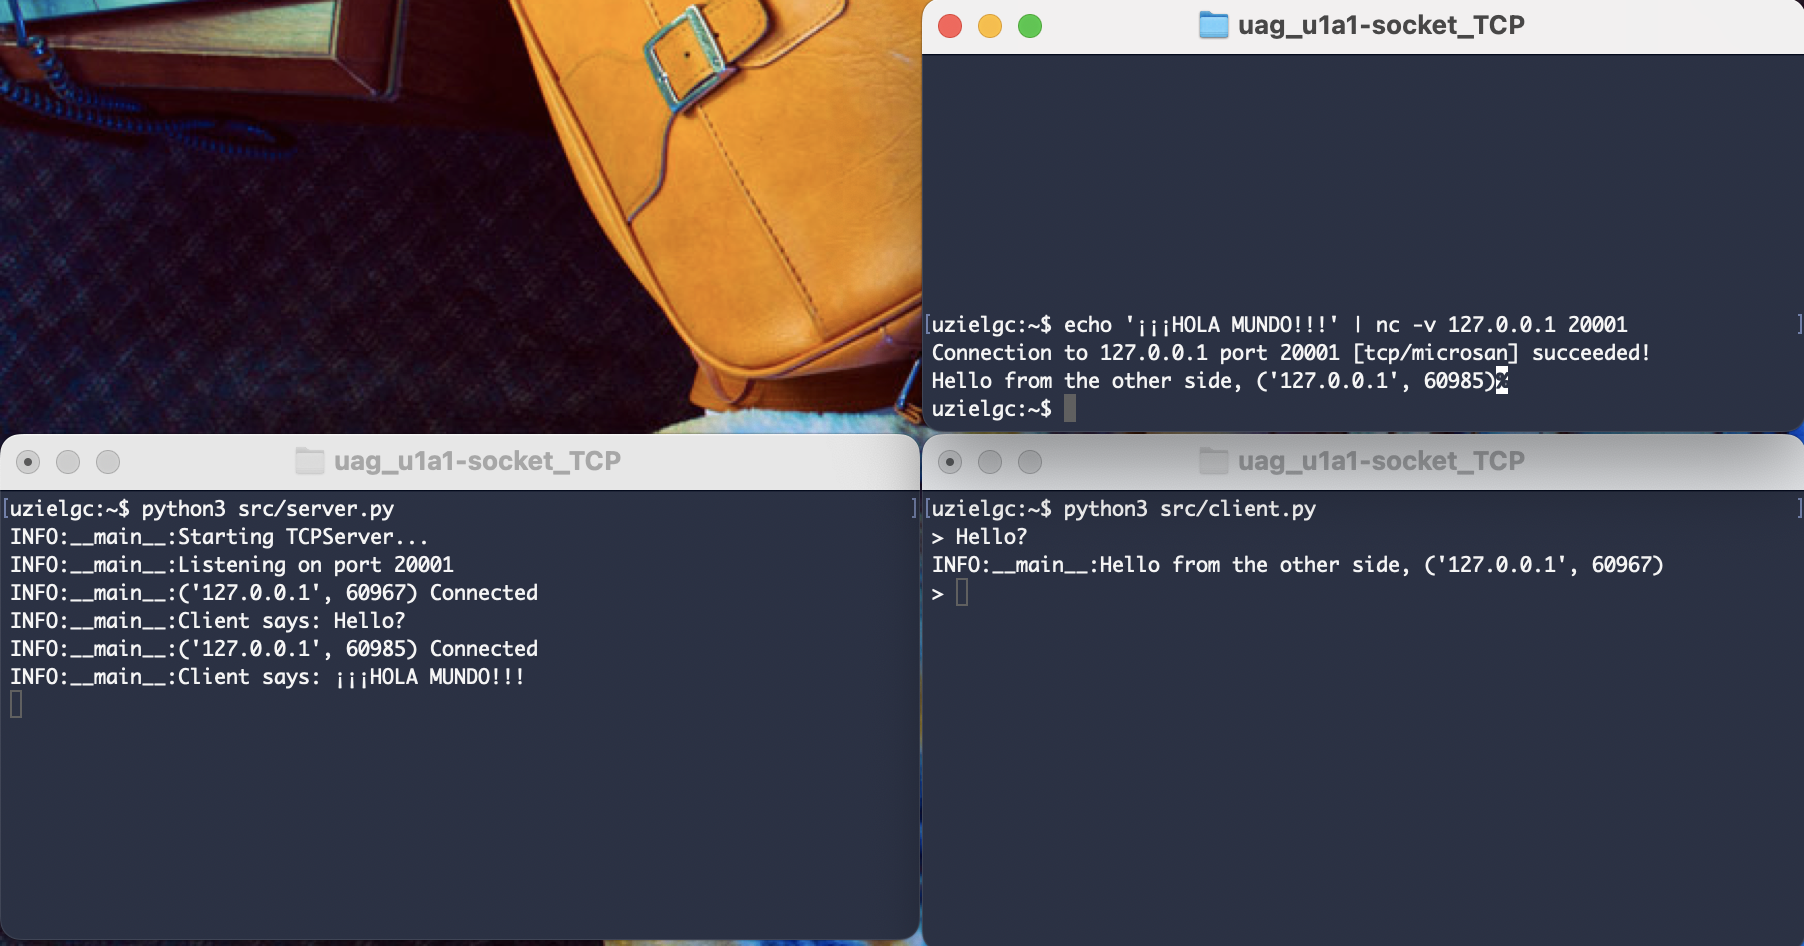 uag_u1a1-socket_TCP
[uzielgc:~$ echo '¡¡¡HOLA MUNDO!!!' | nc -v 127.0.0.1 20001 ]
Connection to 127.0.0.1 port 20001 [tcp/microsan] succeeded!
Hello from the other side, ('127.0.0.1', 60985)%
uzielgc:~$
uag_u1a1-socket_TCP
[uzielgc:~$ python3 src/server.py ]
INFO:__main__:Starting TCPServer...
INFO:__main__:Listening on port 20001
INFO:__main__:('127.0.0.1', 60967) Connected
INFO:__main__:Client says: Hello?
INFO:__main__:('127.0.0.1', 60985) Connected
INFO:__main__:Client says: ¡¡¡HOLA MUNDO!!!
uag_u1a1-socket_TCP
[uzielgc:~$ python3 src/client.py ]
> Hello?
INFO:__main__:Hello from the other side, ('127.0.0.1', 60967)
>